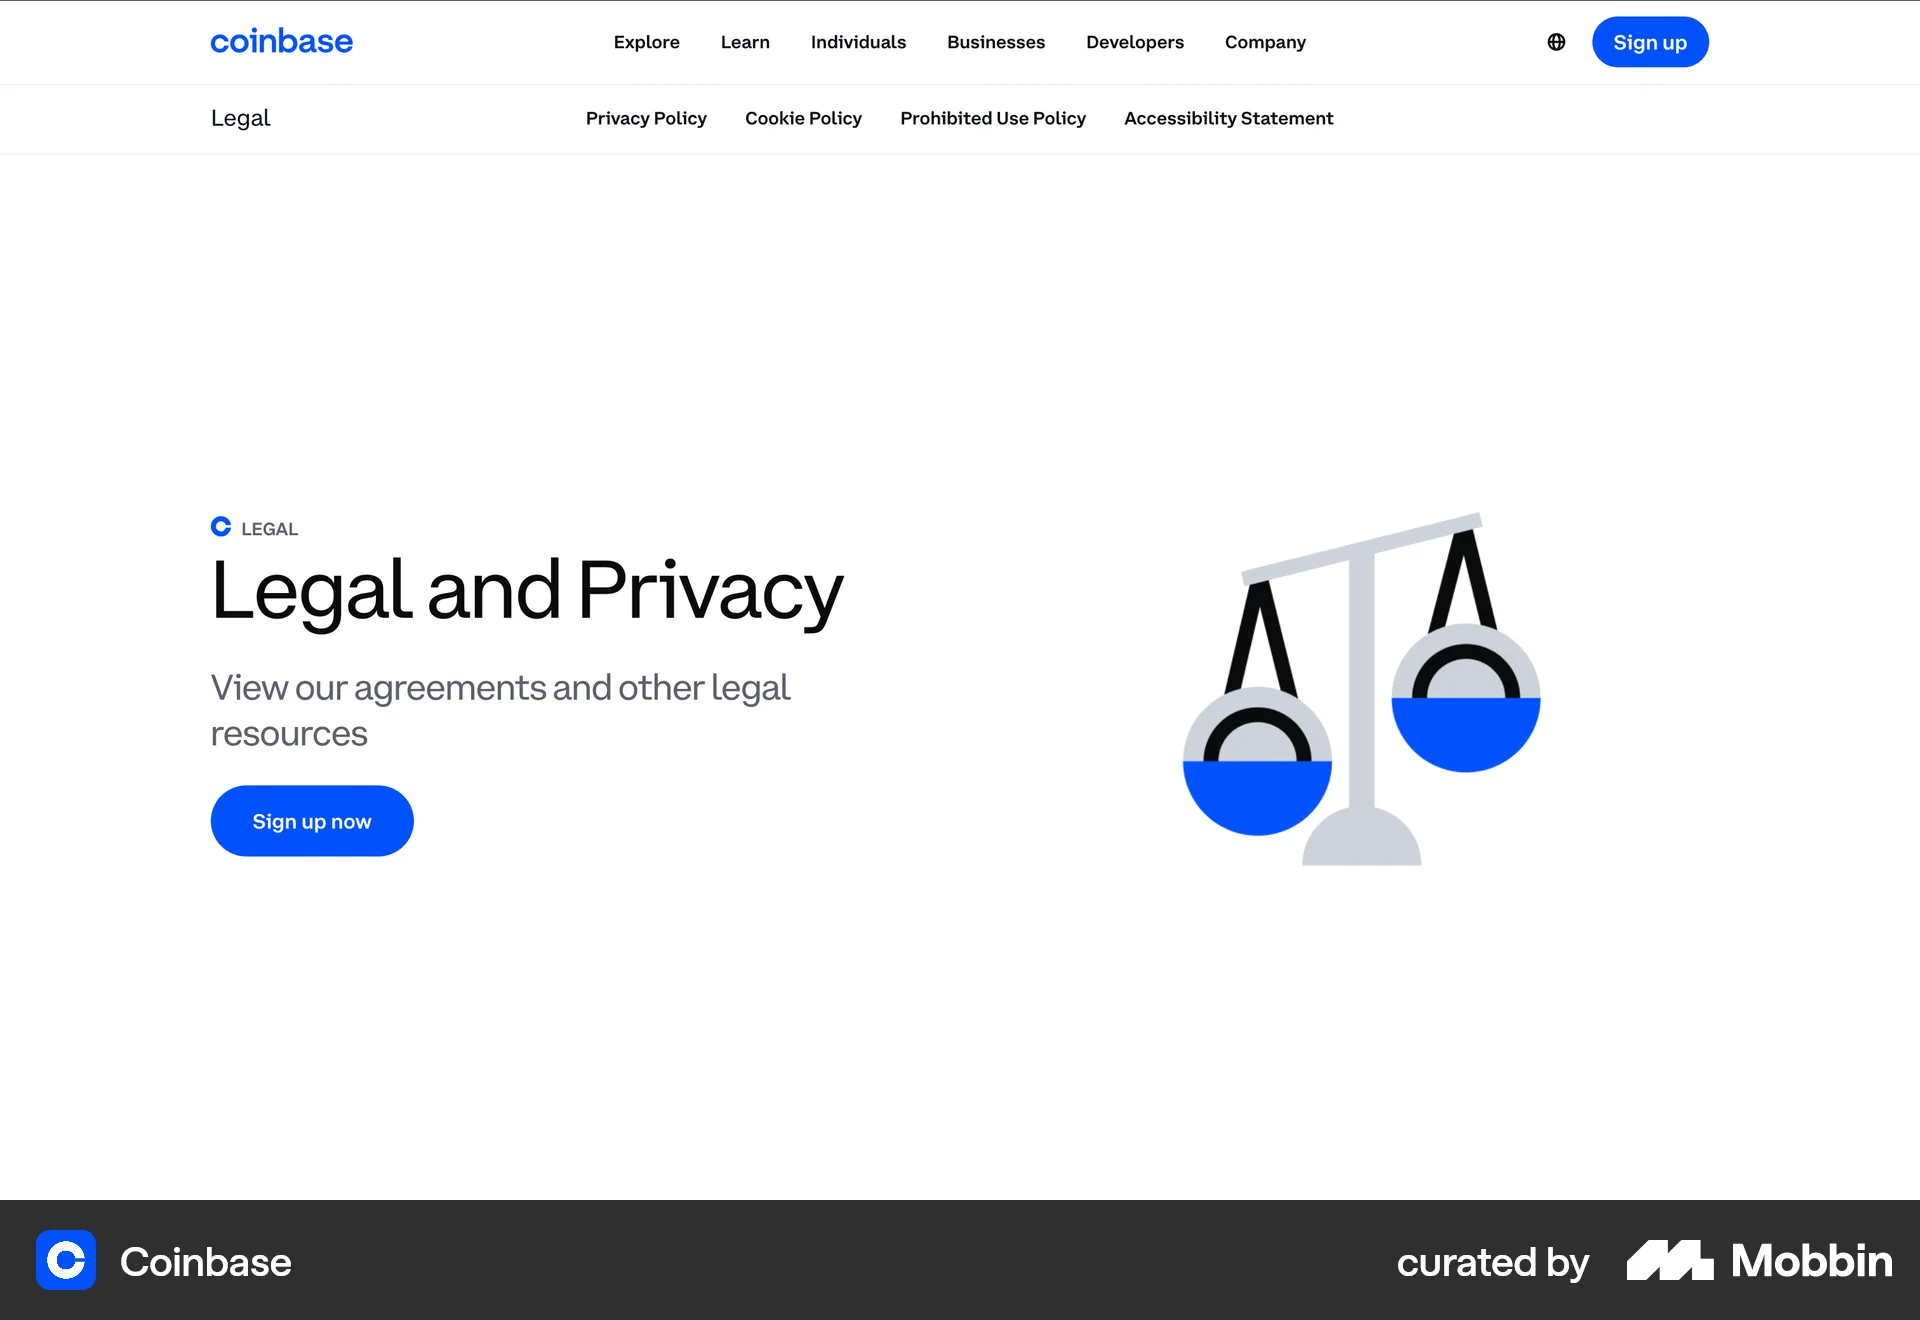 coinbase Explore Learn Individuals Businesses Developers Company Sign up
Legal Privacy Policy Cookie Policy Prohibited Use Policy Accessibility Statement
LEGAL
Legal and Privacy
View our agreements and other legal
resources
Sign up now
Coinbase curated by Mobbin